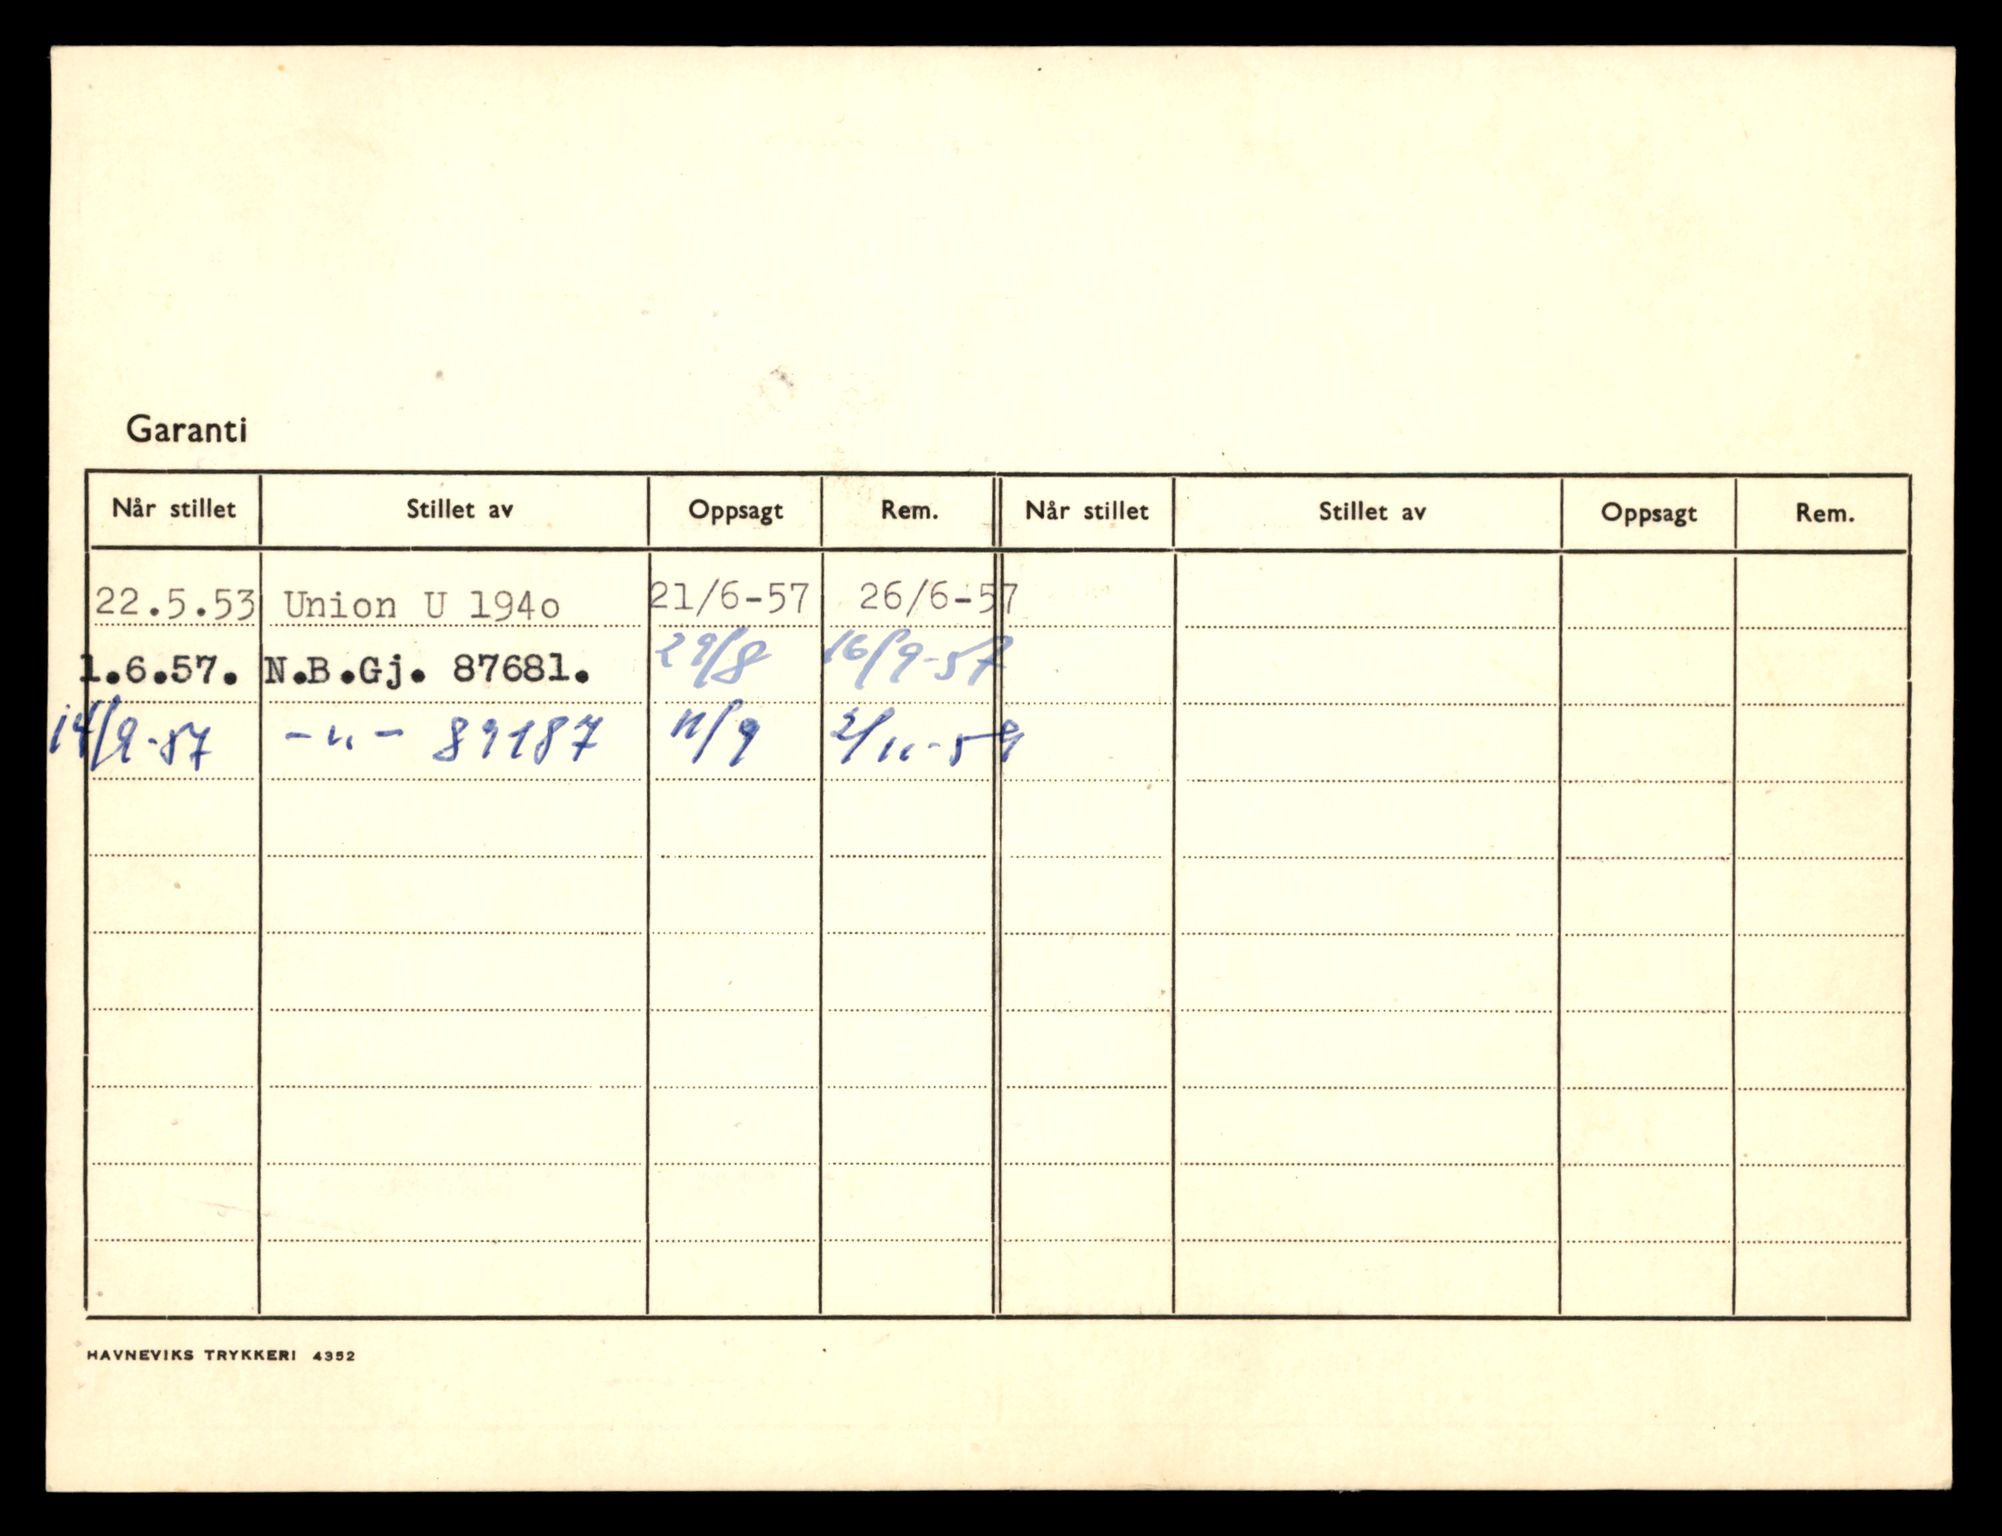 Garanti
Når stillet Stillet av Oppsagt Rem. Når stillet Stillet av Oppsagt Rem.
22.5.53 Union U 194o 21/6-57 26/6-57
1.6.57. N.B.Gj. 87681. 29/8 16/9-57
14/9-57 -"- 89187 11/9 2/11-59
HAVNEVIKS TRYKKERI 4352